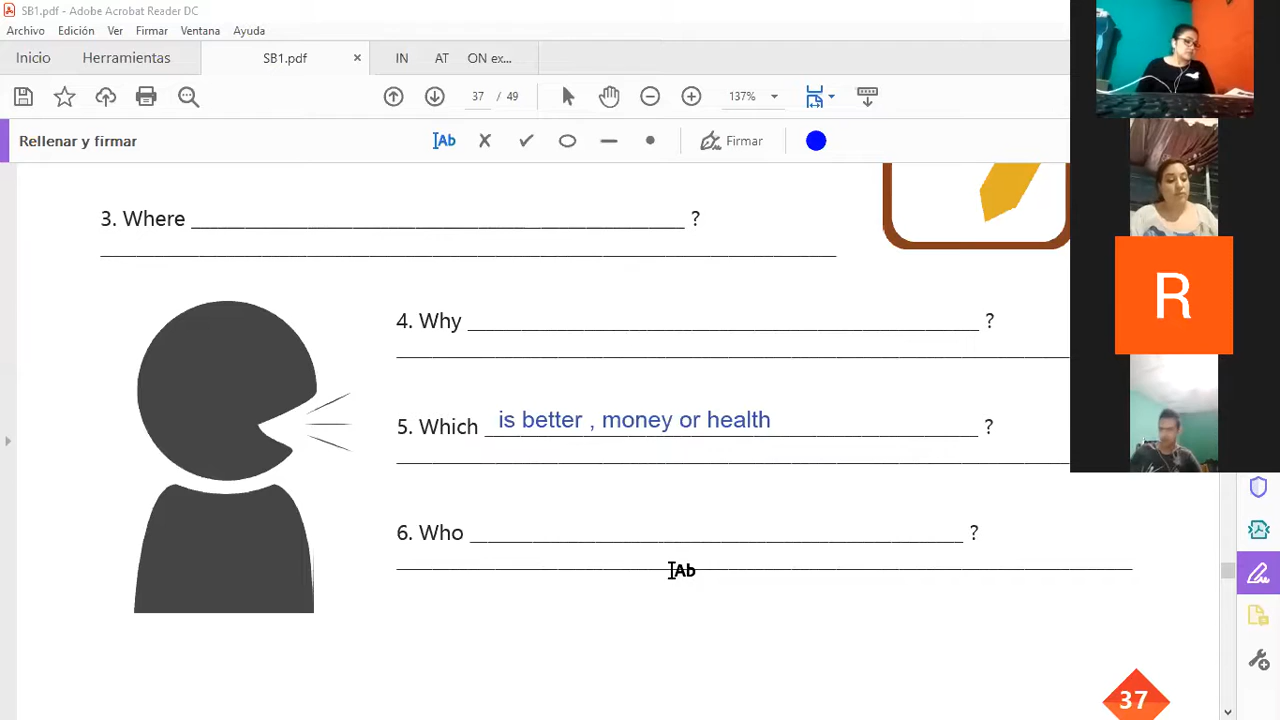 SB1.pdf - Adobe Acrobat Reader DC
Archivo Edición Ver Firmar Ventana Ayuda
Inicio Herramientas SB1.pdf × IN AT ON ex...
37 / 49 137%
Rellenar y firmar Ab Firmar
3. Where ?
4. Why ?
5. Which is better , money or health ?
6. Who ?
Ab
37
R